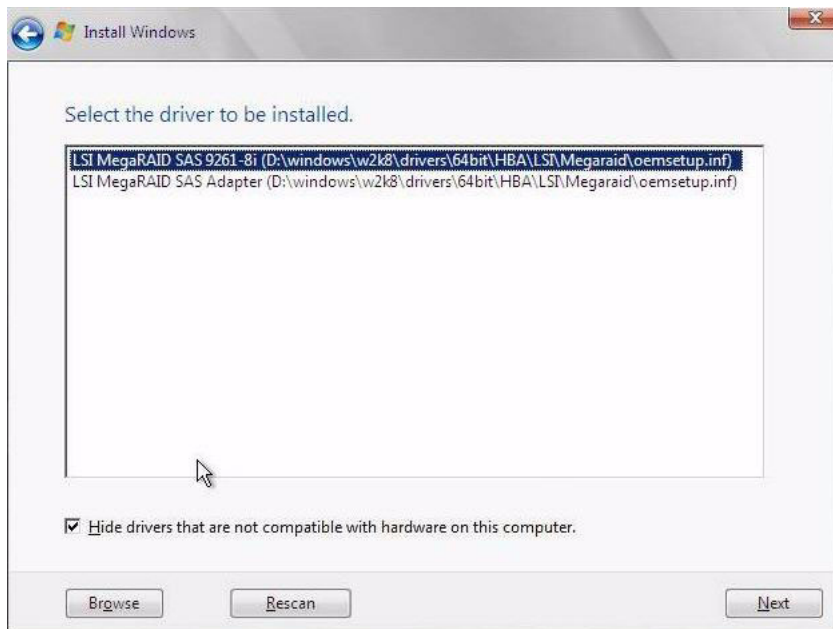 Install Windows
Select the driver to be installed.
LSI MegaRAID SAS 9261-8i (D:\windows\w2k8\drivers\64bit\HBA\LSI\Megaraid\oemsetup.inf)
LSI MegaRAID SAS Adapter (D:\windows\w2k8\drivers\64bit\HBA\LSI\Megaraid\oemsetup.inf)
Hide drivers that are not compatible with hardware on this computer.
Browse
Rescan
Next